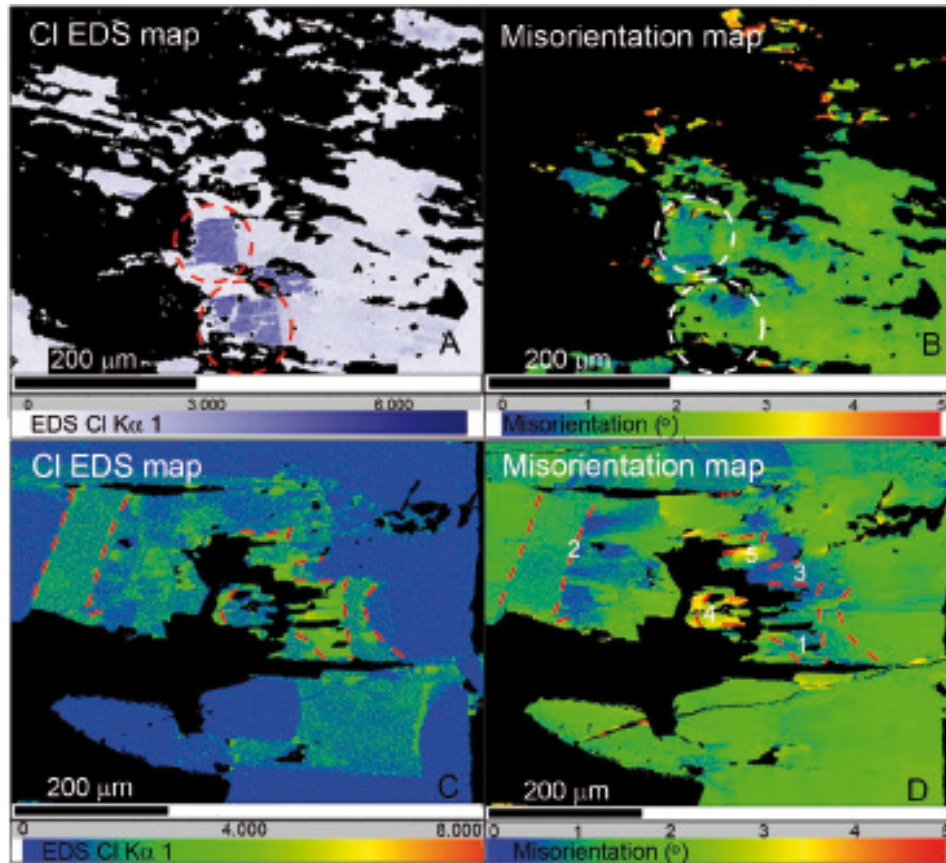 Cl EDS map
Misorientation map
200 µm
A
200 µm
B
0 3.000 6.000
0 1 2 3 4 5
EDS Cl Kα 1
Misorientation (º)
Cl EDS map
Misorientation map
2
5
3
4
1
200 µm
C
200 µm
D
0 4.000 8.000
0 1 2 3 4 5
EDS Cl Kα 1
Misorientation (º)